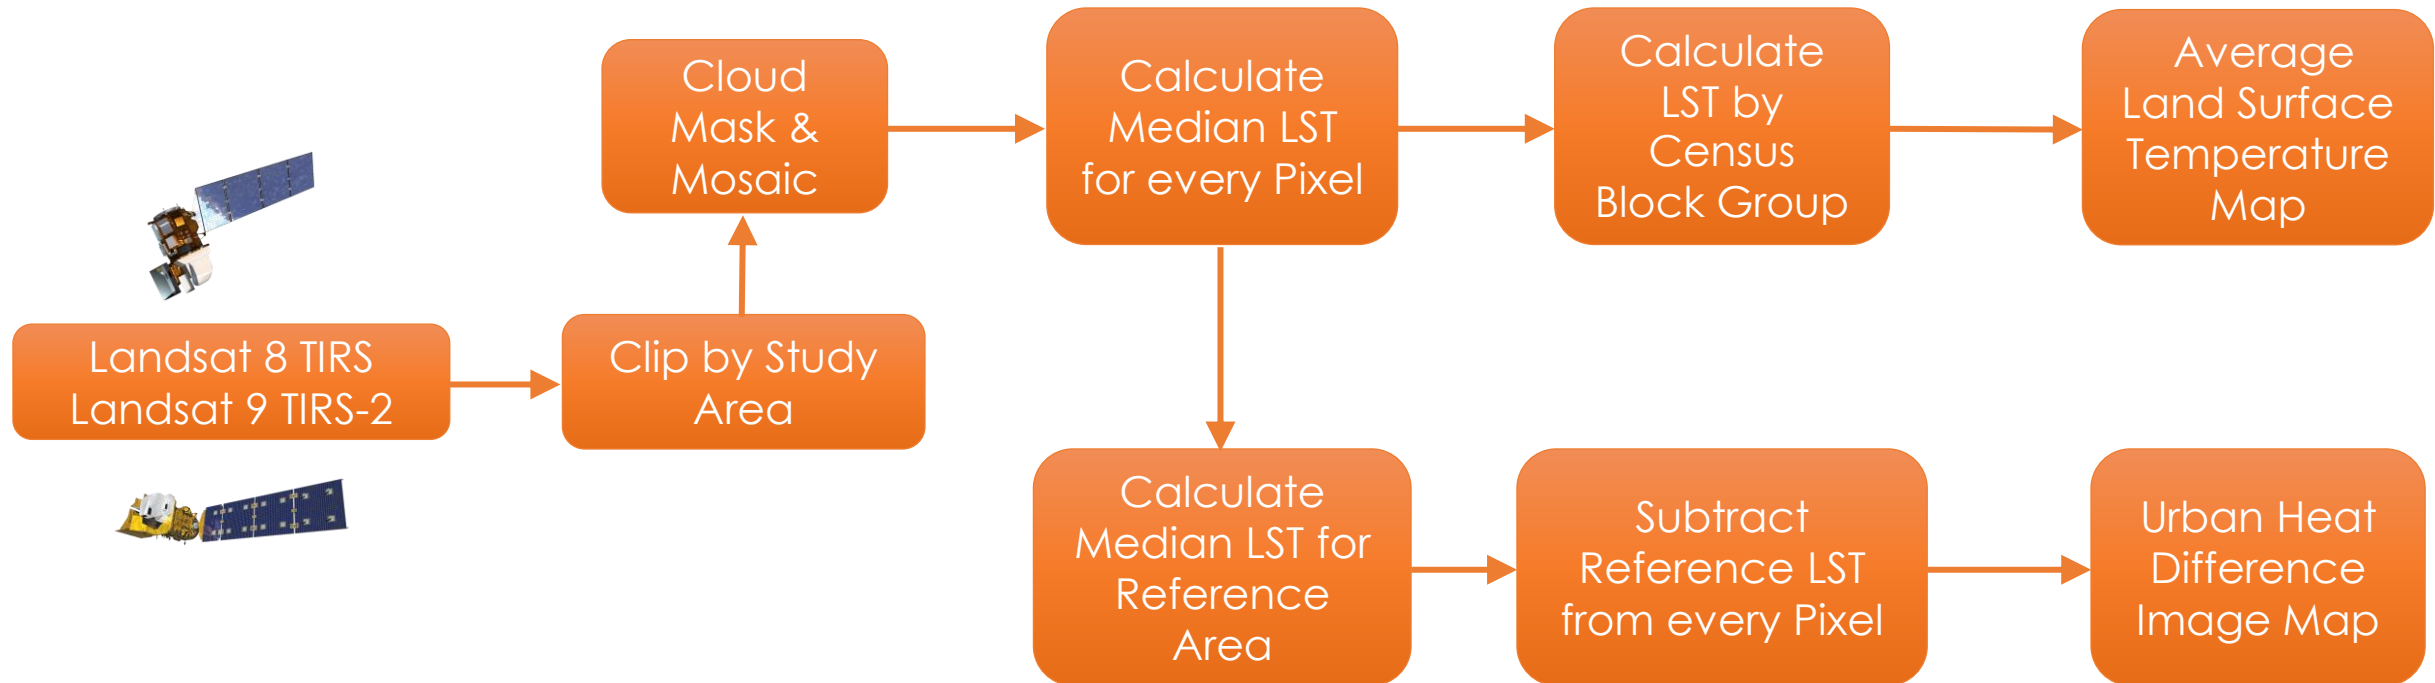 Landsat 8 TIRS
Landsat 9 TIRS-2
Clip by Study
Area
Cloud
Mask &
Mosaic
Calculate
Median LST
for every Pixel
Calculate
LST by
Census
Block Group
Average
Land Surface
Temperature
Map
Calculate
Median LST for
Reference
Area
Subtract
Reference LST
from every Pixel
Urban Heat
Difference
Image Map